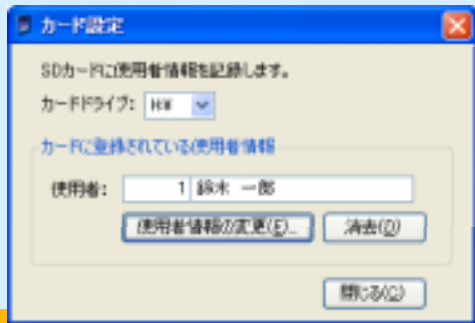 カード設定
SDカードに使用者情報を記録します。
カードドライブ: H:¥
カードに登録されている使用者情報
使用者: 1 鈴木 一郎
使用者情報の変更(E)... 消去(D)
閉じる(C)